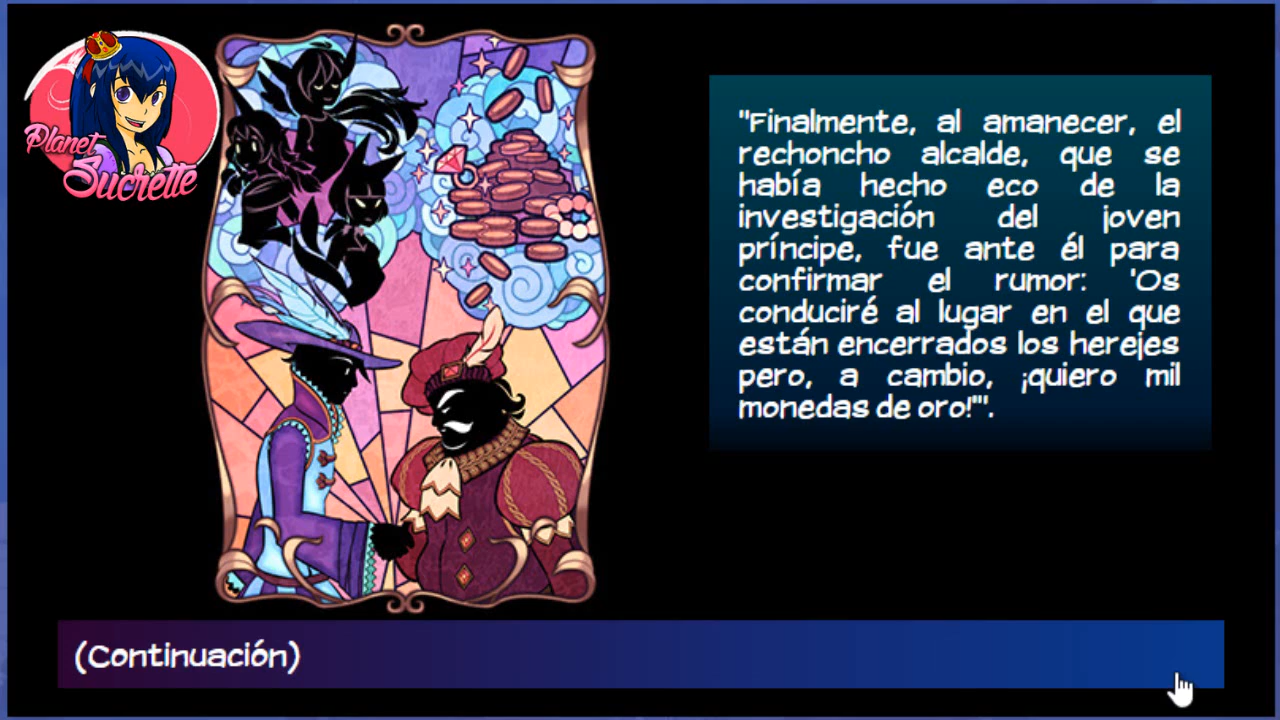 Planet
Sucrette
"Finalmente, al amanecer, el
rechoncho alcalde, que se
había hecho eco de la
investigación del joven
príncipe, fue ante él para
confirmar el rumor: 'Os
conduciré al lugar en el que
están encerrados los herejes
pero, a cambio, ¡quiero mil
monedas de oro!'".
(Continuación)